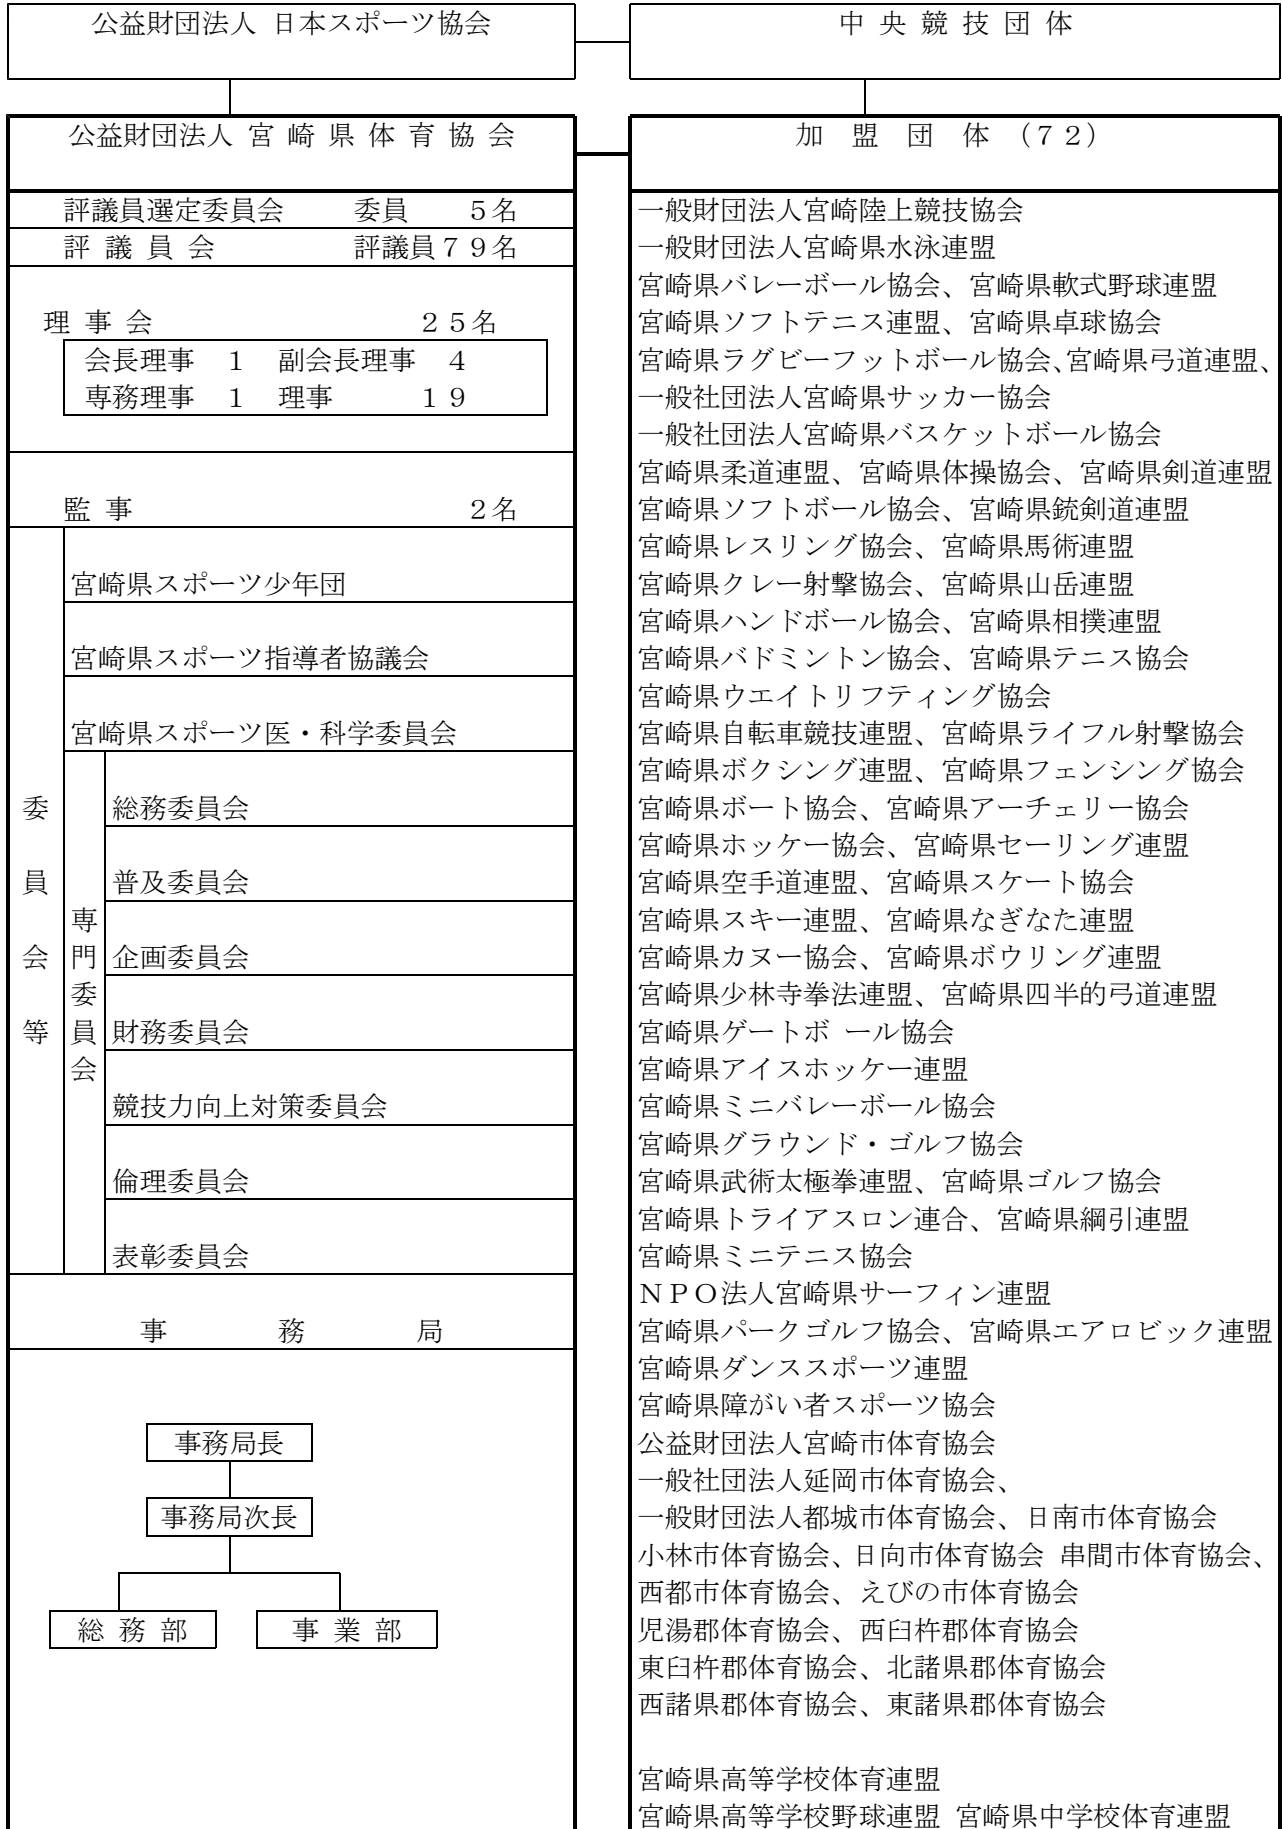 公益財団法人 日本スポーツ協会
中 央 競 技 団 体
公益財団法人 宮 崎 県 体 育 協 会
評議員選定委員会 委員 5名
評 議 員 会 評議員７９名
理 事 会 ２５名
会長理事 1 副会長理事 4
専務理事 1 理事 １９
監 事 2名
委員会等
宮崎県スポーツ少年団
宮崎県スポーツ指導者協議会
宮崎県スポーツ医・科学委員会
専門委員会
総務委員会
普及委員会
企画委員会
財務委員会
競技力向上対策委員会
倫理委員会
表彰委員会
事 務 局
事務局長
事務局次長
総 務 部 事 業 部
加 盟 団 体 （７２）
一般財団法人宮崎陸上競技協会
一般財団法人宮崎県水泳連盟
宮崎県バレーボール協会、宮崎県軟式野球連盟
宮崎県ソフトテニス連盟、宮崎県卓球協会
宮崎県ラグビーフットボール協会、宮崎県弓道連盟、
一般社団法人宮崎県サッカー協会
一般社団法人宮崎県バスケットボール協会
宮崎県柔道連盟、宮崎県体操協会、宮崎県剣道連盟
宮崎県ソフトボール協会、宮崎県銃剣道連盟
宮崎県レスリング協会、宮崎県馬術連盟
宮崎県クレー射撃協会、宮崎県山岳連盟
宮崎県ハンドボール協会、宮崎県相撲連盟
宮崎県バドミントン協会、宮崎県テニス協会
宮崎県ウエイトリフティング協会
宮崎県自転車競技連盟、宮崎県ライフル射撃協会
宮崎県ボクシング連盟、宮崎県フェンシング協会
宮崎県ボート協会、宮崎県アーチェリー協会
宮崎県ホッケー協会、宮崎県セーリング連盟
宮崎県空手道連盟、宮崎県スケート協会
宮崎県スキー連盟、宮崎県なぎなた連盟
宮崎県カヌー協会、宮崎県ボウリング連盟
宮崎県少林寺拳法連盟、宮崎県四半的弓道連盟
宮崎県ゲートボ ール協会
宮崎県アイスホッケー連盟
宮崎県ミニバレーボール協会
宮崎県グラウンド・ゴルフ協会
宮崎県武術太極拳連盟、宮崎県ゴルフ協会
宮崎県トライアスロン連合、宮崎県綱引連盟
宮崎県ミニテニス協会
ＮＰＯ法人宮崎県サーフィン連盟
宮崎県パークゴルフ協会、宮崎県エアロビック連盟
宮崎県ダンススポーツ連盟
宮崎県障がい者スポーツ協会
公益財団法人宮崎市体育協会
一般社団法人延岡市体育協会、
一般財団法人都城市体育協会、日南市体育協会
小林市体育協会、日向市体育協会 串間市体育協会、
西都市体育協会、えびの市体育協会
児湯郡体育協会、西臼杵郡体育協会
東臼杵郡体育協会、北諸県郡体育協会
西諸県郡体育協会、東諸県郡体育協会
宮崎県高等学校体育連盟
宮崎県高等学校野球連盟 宮崎県中学校体育連盟